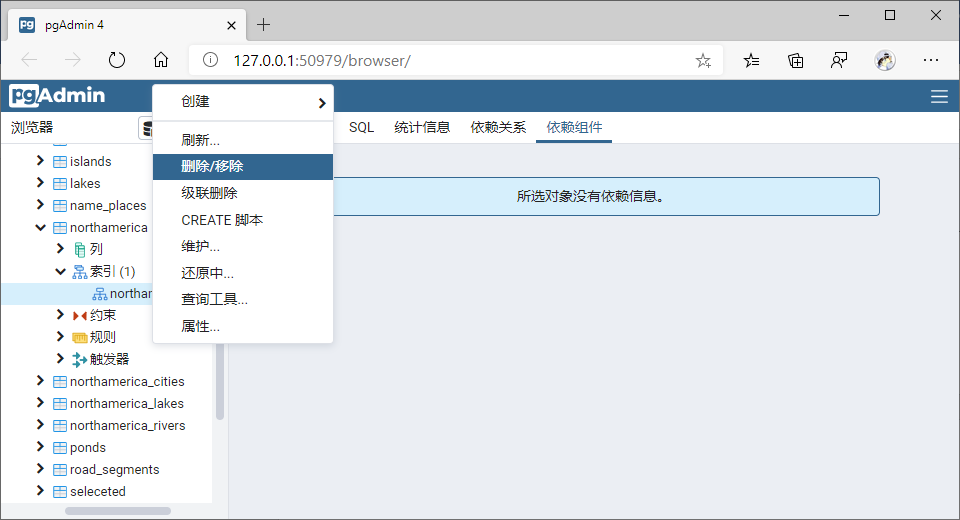 pgAdmin 4
127.0.0.1:50979/browser/
pgAdmin
浏览器
SQL
统计信息
依赖关系
依赖组件
创建
刷新...
删除/移除
级联删除
CREATE 脚本
维护...
还原中...
查询工具...
属性...
所选对象没有依赖信息。
islands
lakes
name_places
northamerica
列
索引 (1)
northam
约束
规则
触发器
northamerica_cities
northamerica_lakes
northamerica_rivers
ponds
road_segments
seleceted